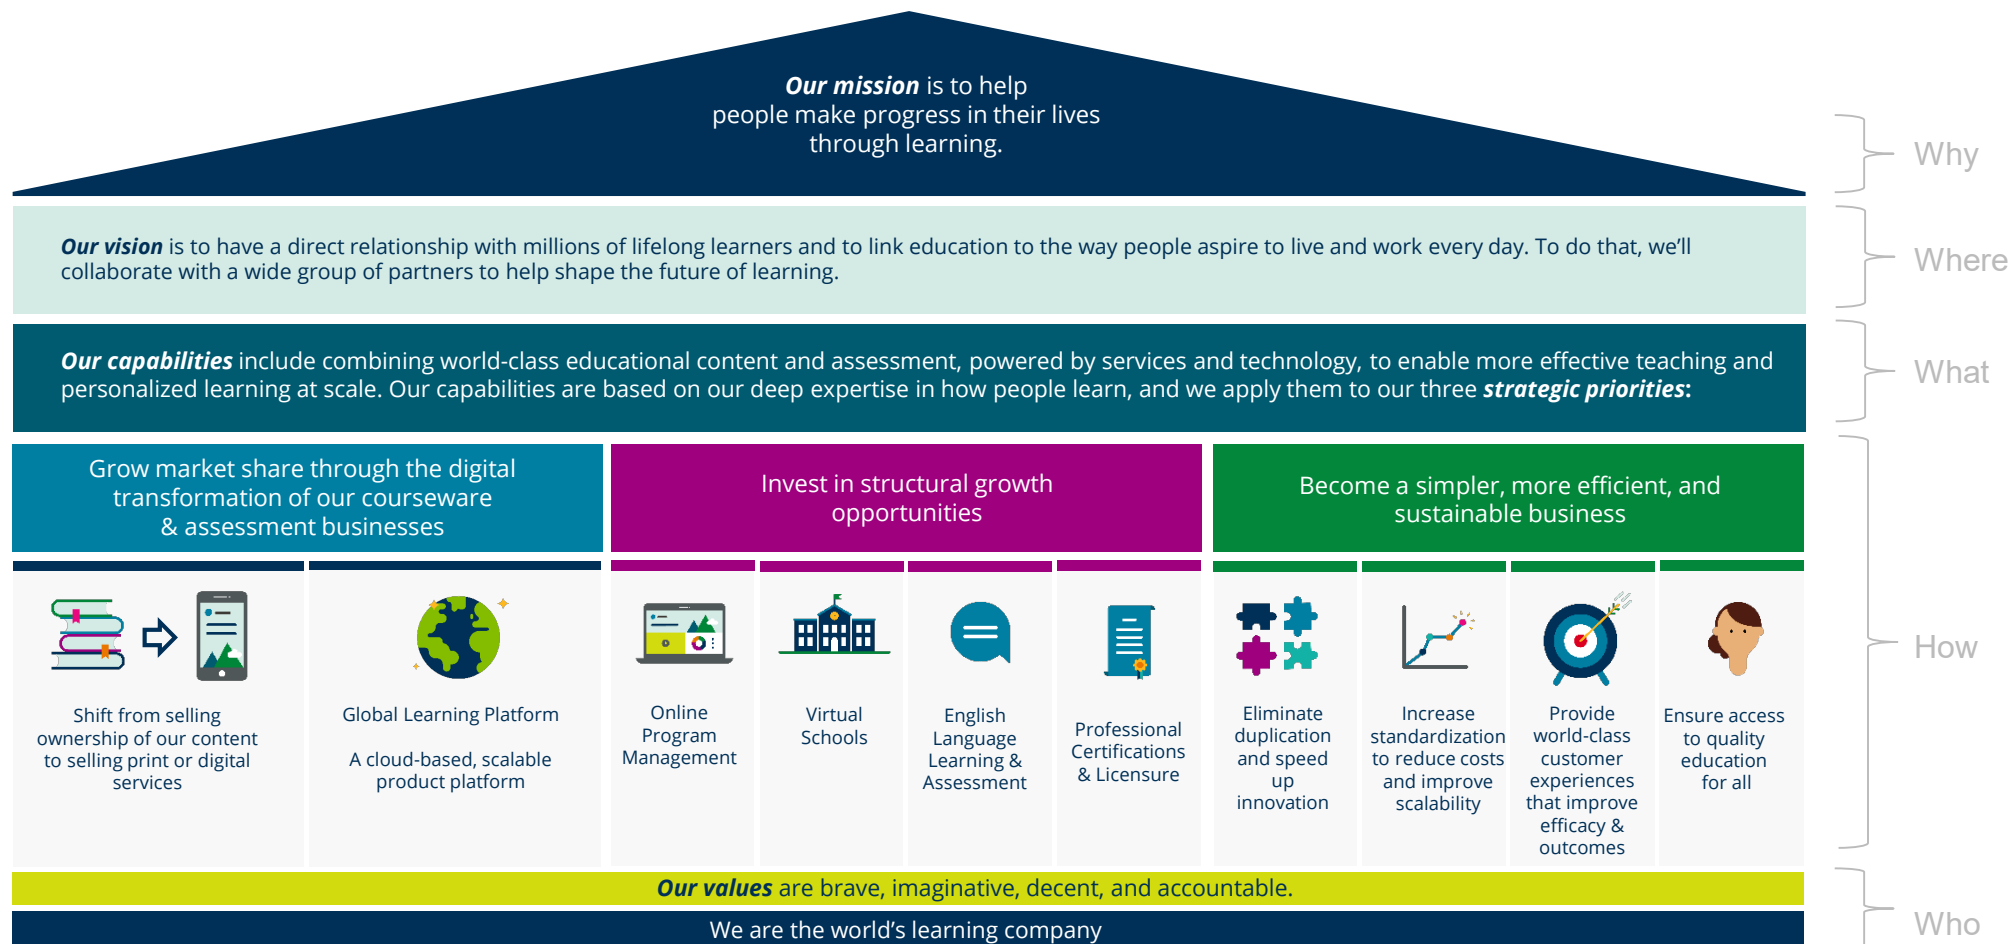 Our mission is to help
people make progress in their lives
through learning.
Why
Our vision is to have a direct relationship with millions of lifelong learners and to link education to the way people aspire to live and work every day. To do that, we’ll
collaborate with a wide group of partners to help shape the future of learning.
Where
Our capabilities include combining world-class educational content and assessment, powered by services and technology, to enable more effective teaching and
personalized learning at scale. Our capabilities are based on our deep expertise in how people learn, and we apply them to our three strategic priorities:
What
Grow market share through the digital
transformation of our courseware
& assessment businesses
Invest in structural growth
opportunities
Become a simpler, more efficient, and
sustainable business
How
Shift from selling
ownership of our content
to selling print or digital
services
Global Learning Platform
A cloud-based, scalable
product platform
Online
Program
Management
Virtual
Schools
English
Language
Learning &
Assessment
Professional
Certifications
& Licensure
Eliminate
duplication
and speed
up
innovation
Increase
standardization
to reduce costs
and improve
scalability
Provide
world-class
customer
experiences
that improve
efficacy &
outcomes
Ensure access
to quality
education
for all
Our values are brave, imaginative, decent, and accountable.
We are the world’s learning company
Who